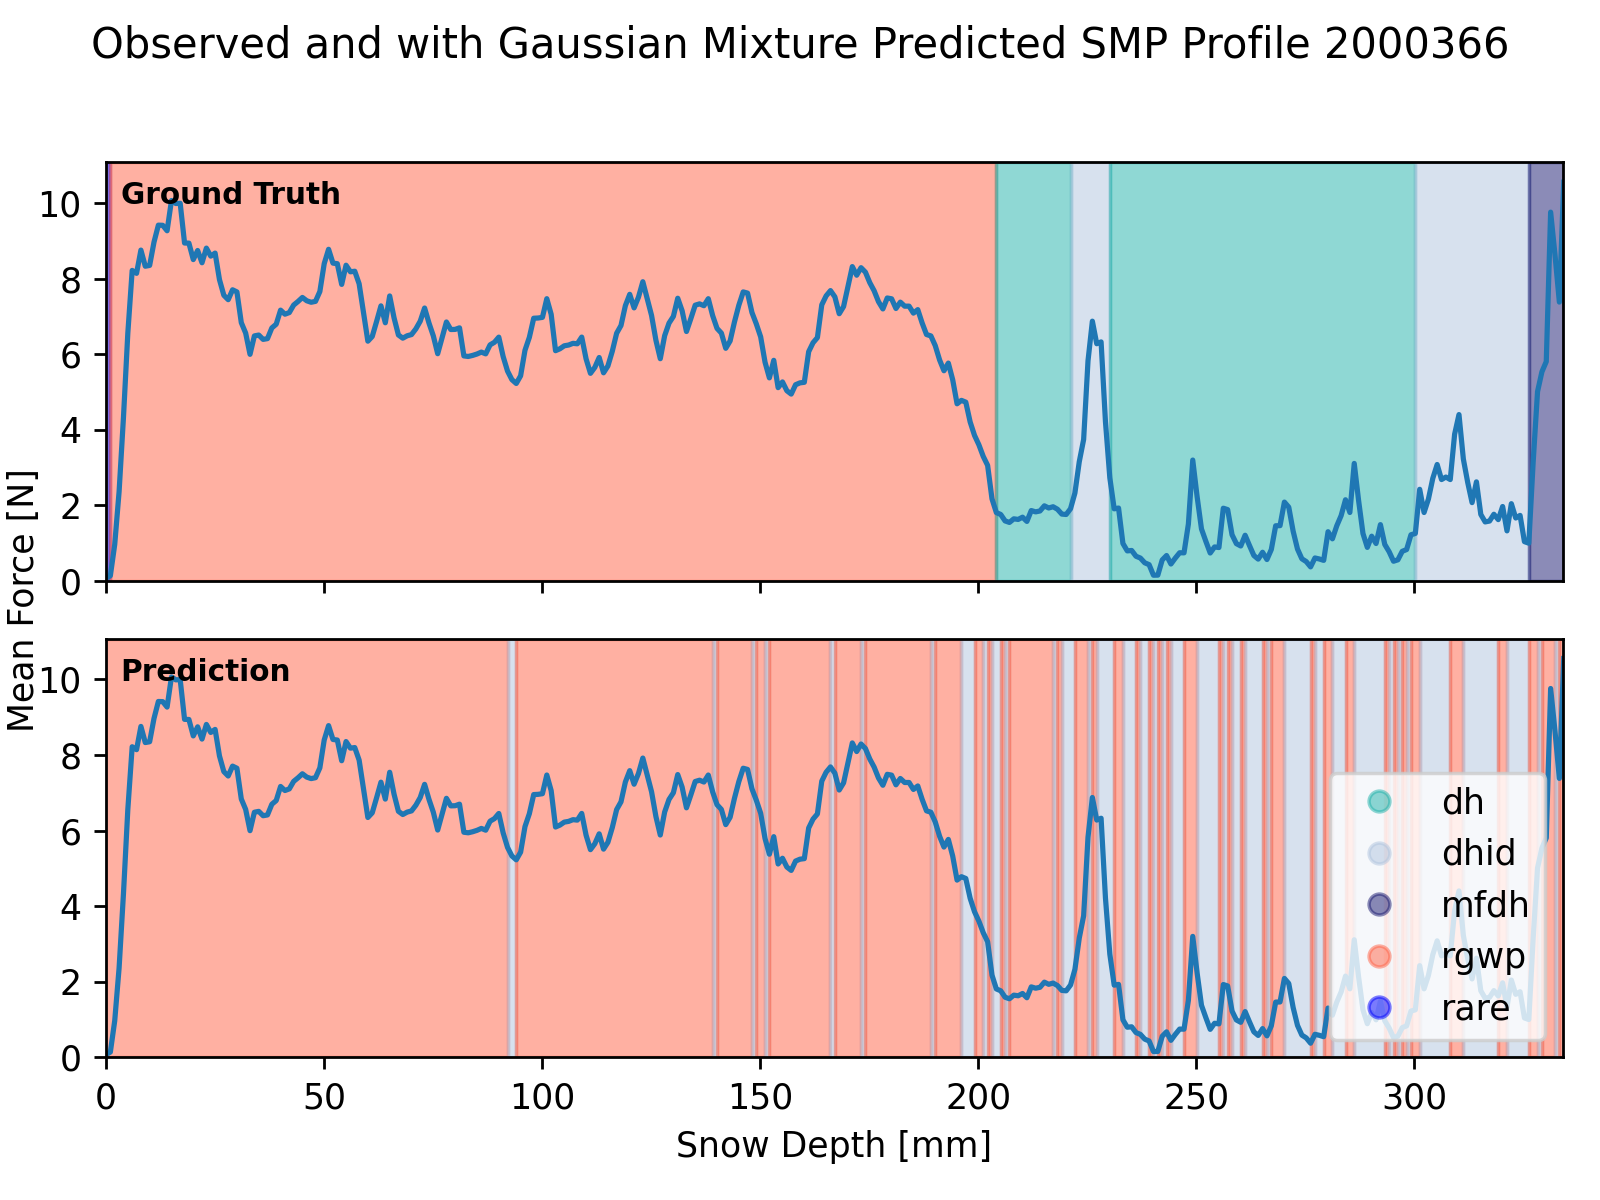 Observed and with Gaussian Mixture Predicted SMP Profile 2000366
Ground Truth
10
8
6
4
2
0
Mean Force [N]
Prediction
10
8
6
4
2
0
dh
dhid
mfdh
rgwp
rare
0 50 100 150 200 250 300
Snow Depth [mm]